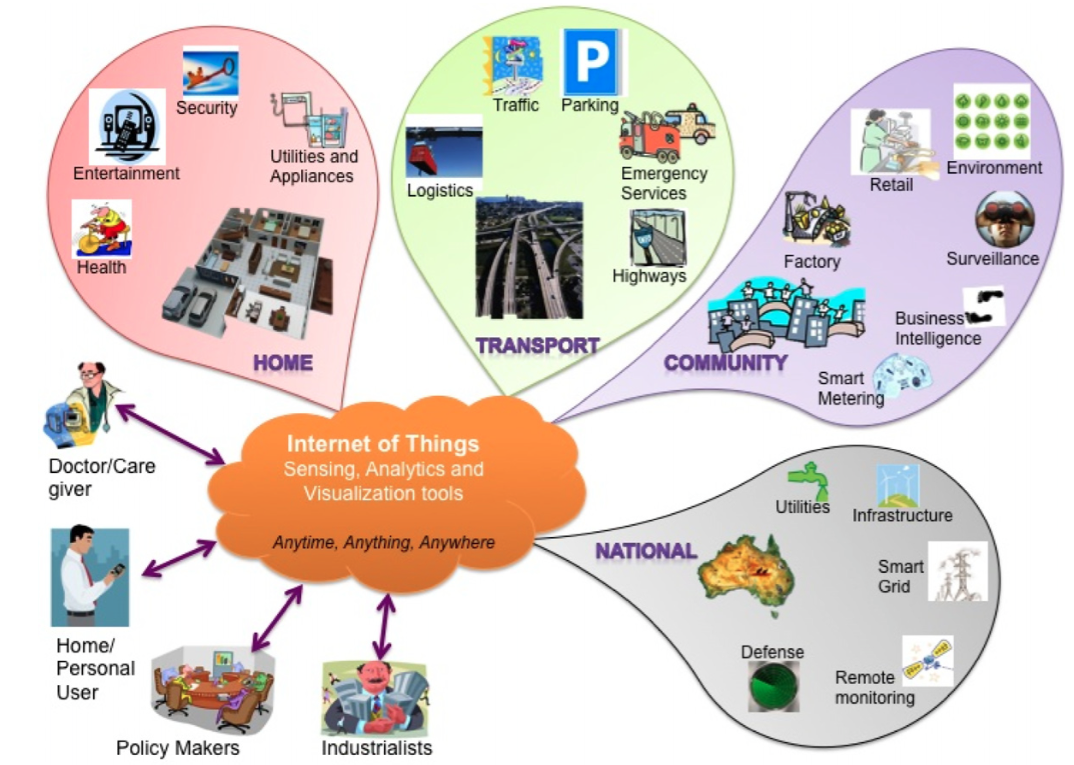 Security
Entertainment
Utilities and
Appliances
Health
HOME
Traffic
P
Parking
Logistics
Emergency
Services
Highways
TRANSPORT
Retail
Environment
Factory
Surveillance
Business
Intelligence
COMMUNITY
Smart
Metering
Internet of Things
Sensing, Analytics and
Visualization tools
Anytime, Anything, Anywhere
Doctor/Care
giver
Home/
Personal
User
Policy Makers
Industrialists
NATIONAL
Utilities
Infrastructure
Smart
Grid
Defense
Remote
monitoring